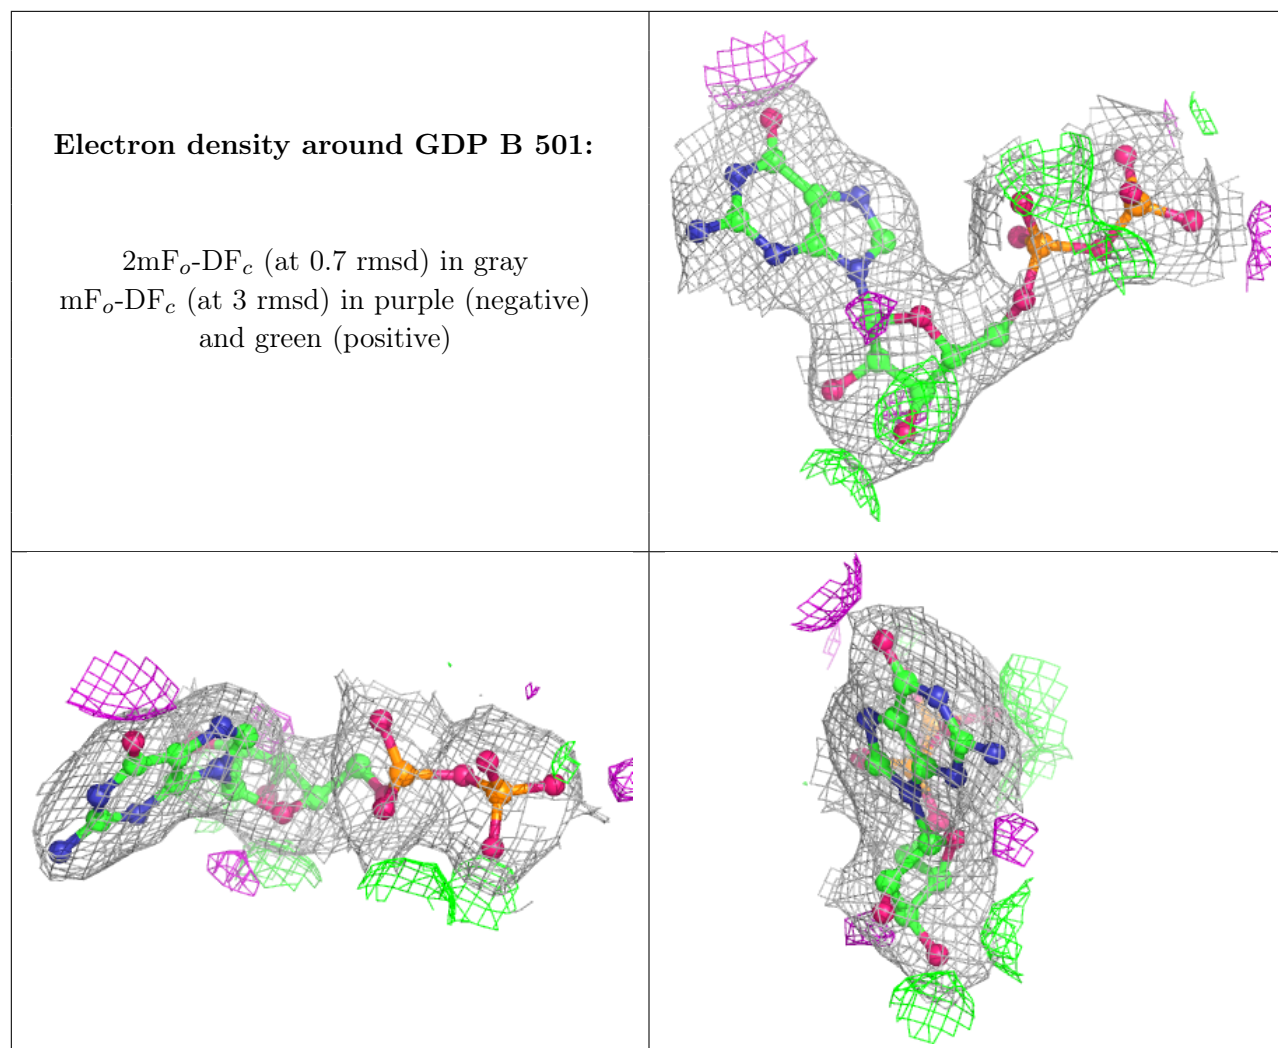 Electron density around GDP B 501:
2mF𝑜-DF𝑐 (at 0.7 rmsd) in gray
mF𝑜-DF𝑐 (at 3 rmsd) in purple (negative)
and green (positive)